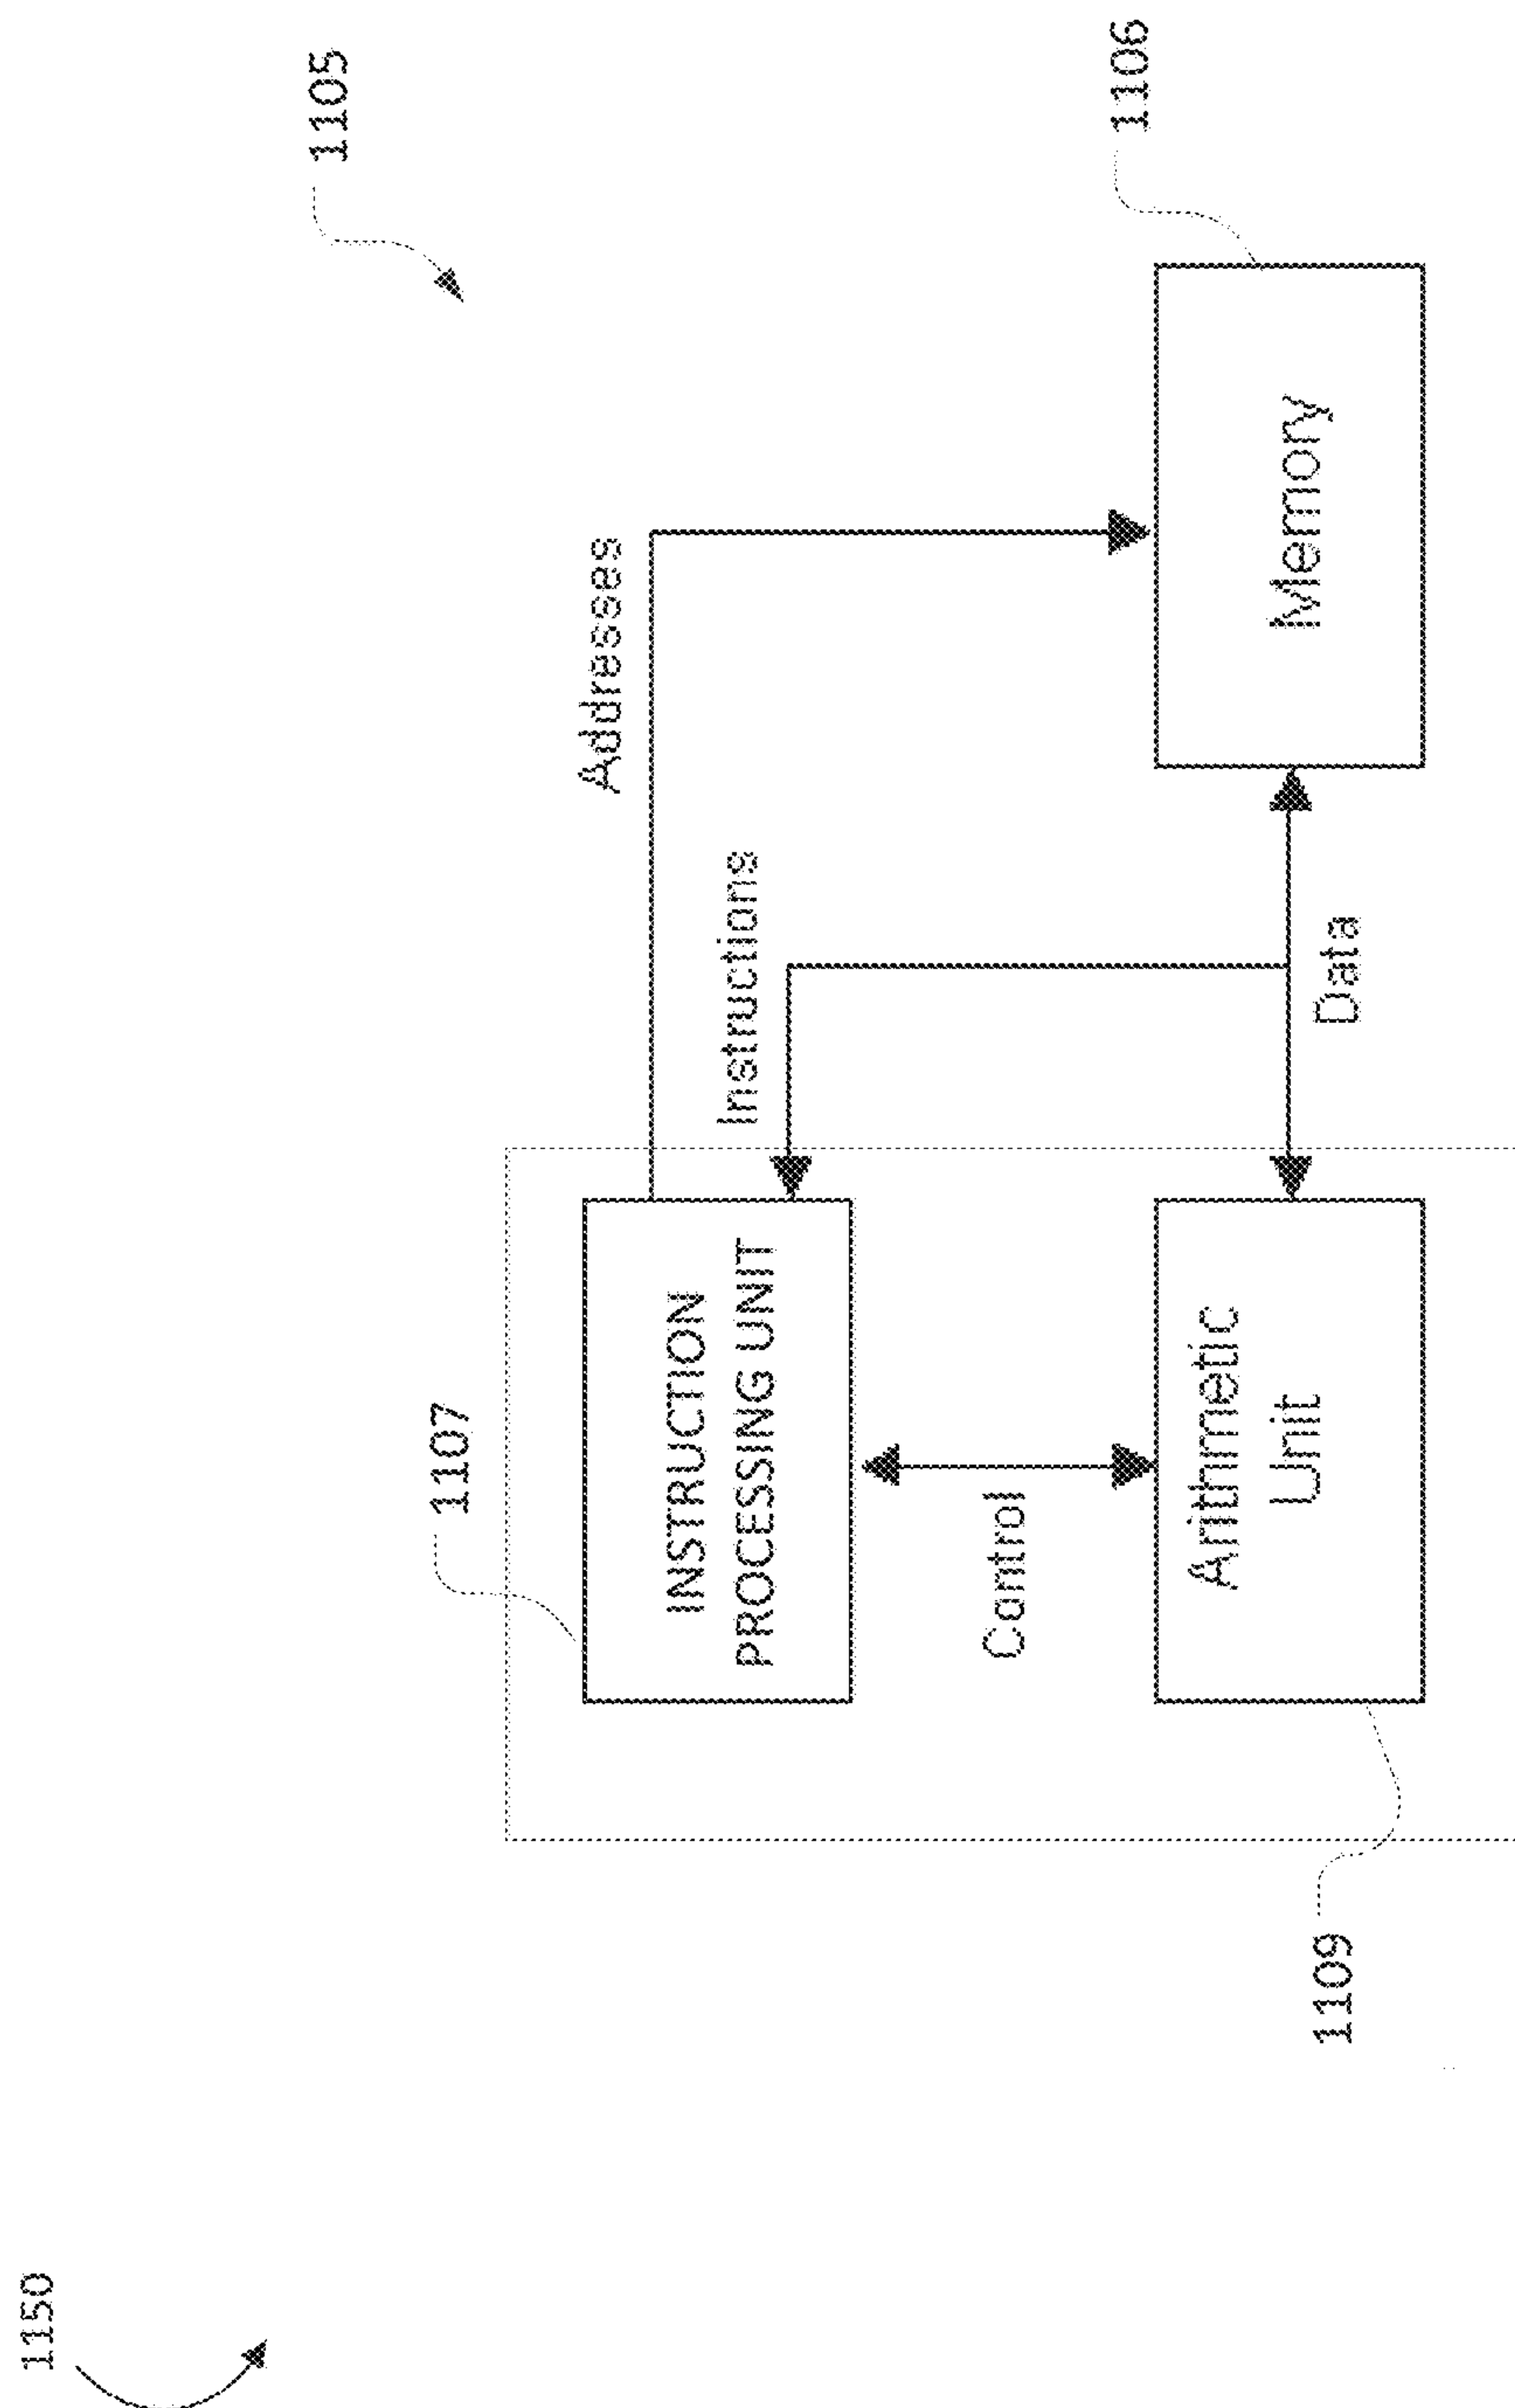 1150
1105
1107
Addresses
INSTRUCTION
PROCESSING UNIT
Instructions
Control
1106
Arithmetic
Unit
Memory
1109
Data